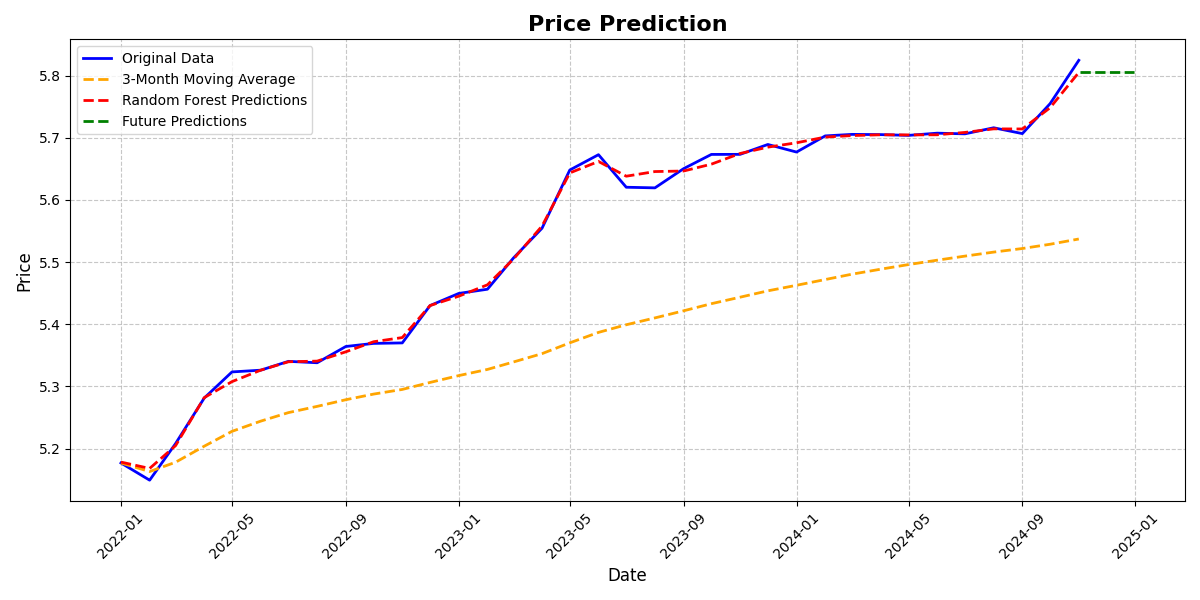 Price Prediction
Original Data
3-Month Moving Average
Random Forest Predictions
Future Predictions
Price
5.8
5.7
5.6
5.5
5.4
5.3
5.2
2022-01
2022-05
2022-09
2023-01
2023-05
2023-09
2024-01
2024-05
2024-09
2025-01
Date